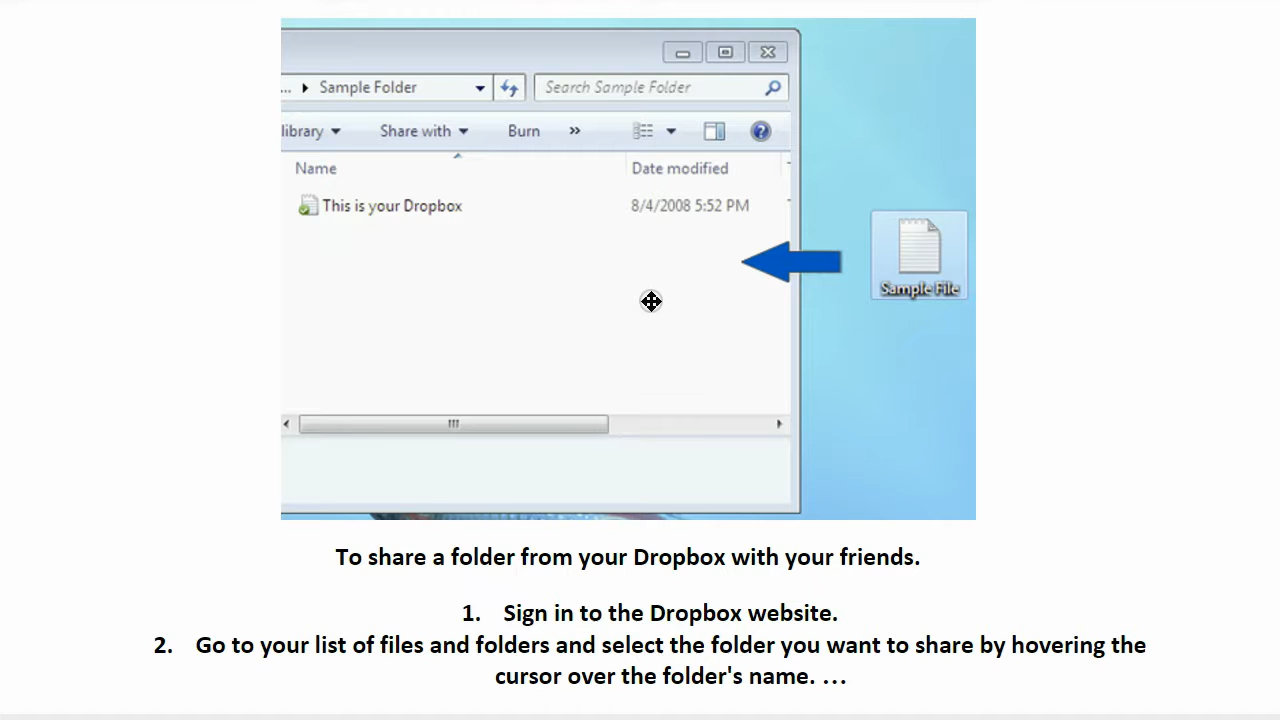 ... Sample Folder Search Sample Folder
library Share with Burn »
Name Date modified
This is your Dropbox 8/4/2008 5:52 PM
Sample File
To share a folder from your Dropbox with your friends.
1. Sign in to the Dropbox website.
2. Go to your list of files and folders and select the folder you want to share by hovering the
cursor over the folder's name. ...